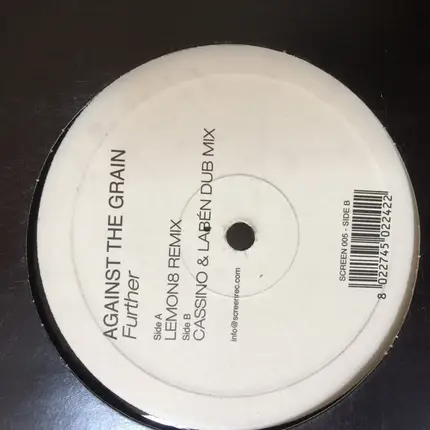 AGAINST THE GRAIN
Further
Side A
LEMON8 REMIX
Side B
CASSINO & LABÉN DUB MIX
info@screenrec.com
SCREEN 005 - SIDE B
8 022745 022422